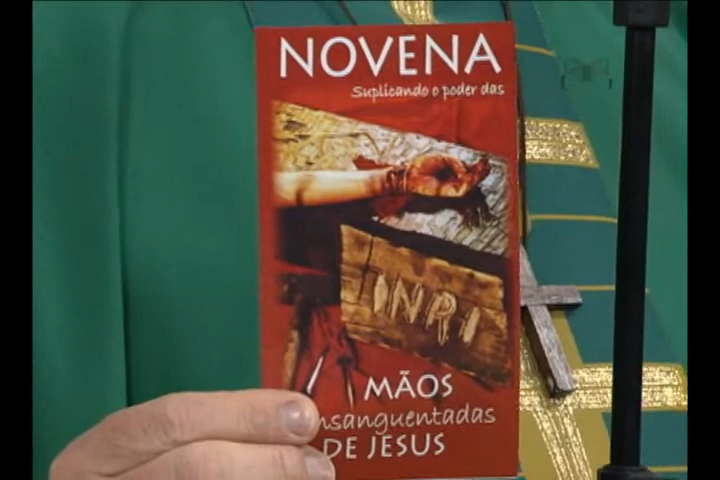 NOVENA
Suplicando o poder das
INRI
MÃOS
nsanguentadas
DE JESUS